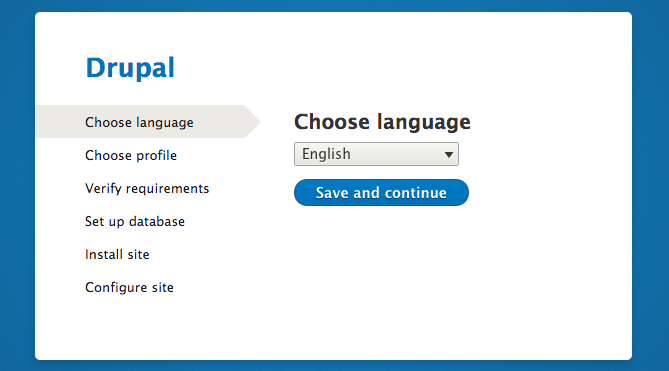 Drupal
Choose language
Choose profile
Verify requirements
Set up database
Install site
Configure site
Choose language
English
Save and continue